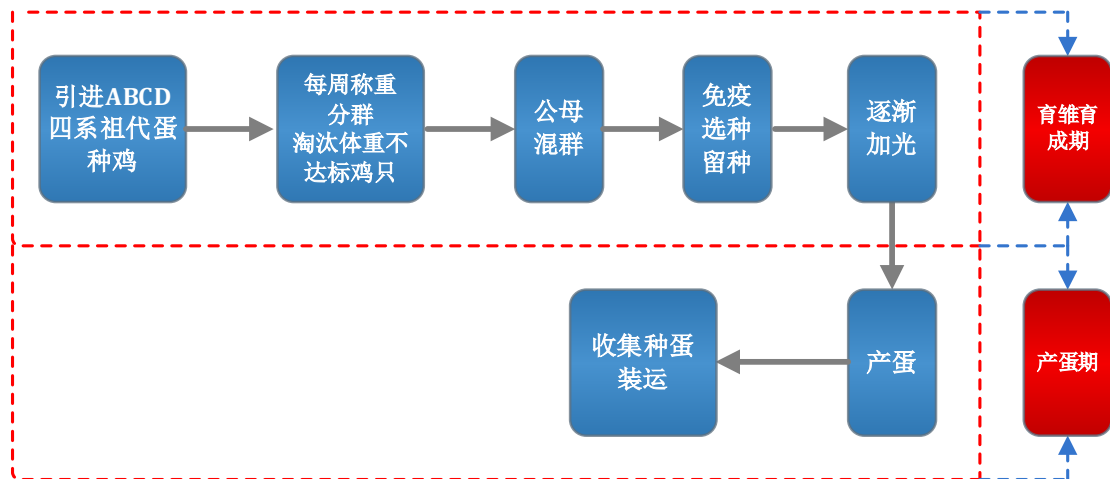 引进ABCD
四系祖代蛋
种鸡
每周称重
分群
淘汰体重不
达标鸡只
公母
混群
免疫
选种
留种
逐渐
加光
育雏育
成期
收集种蛋
装运
产蛋
产蛋期